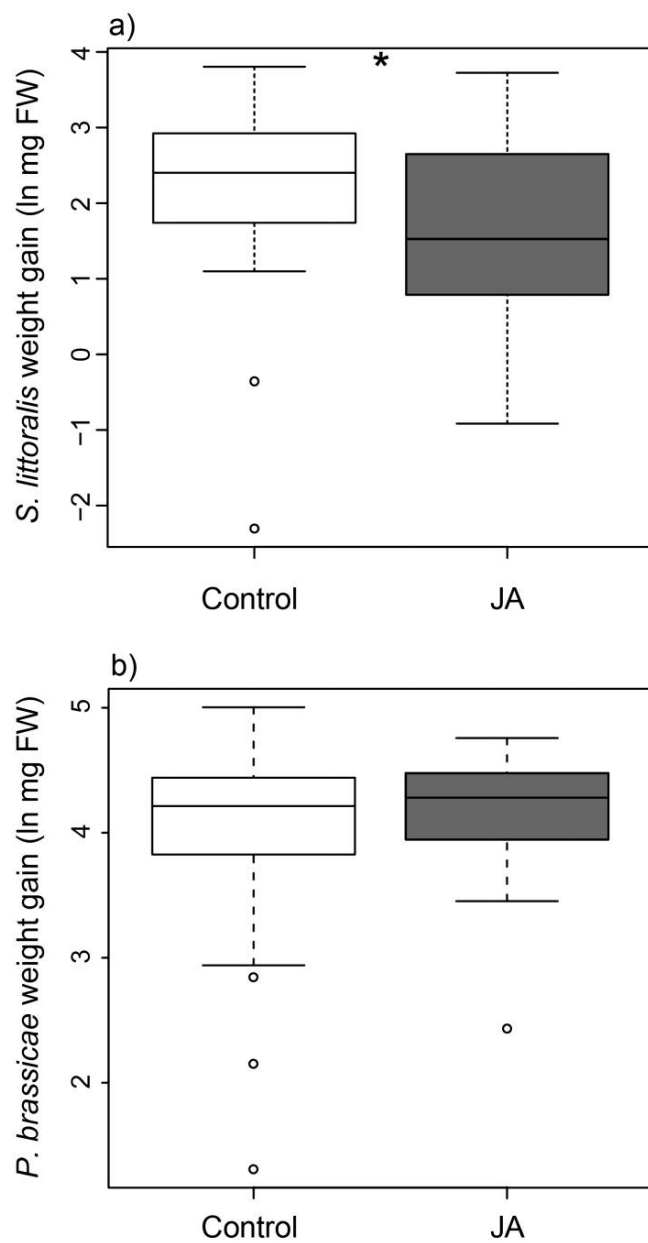 a)
*
S. littoralis weight gain (ln mg FW)
4
3
2
1
0
−1
−2
Control JA
b)
P. brassicae weight gain (ln mg FW)
5
4
3
2
Control JA